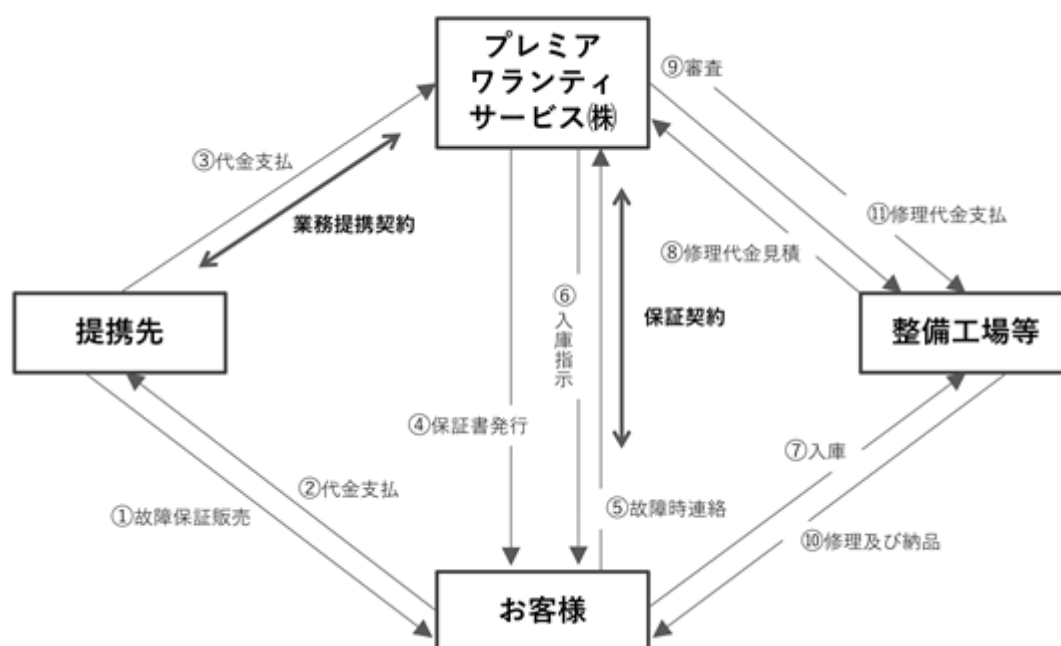 プレミア
ワランティ
サービス㈱
⑨審査
③代金支払
業務提携契約
⑪修理代金支払
⑧修理代金見積
⑥入庫指示
保証契約
提携先
整備工場等
④保証書発行
⑦入庫
②代金支払
①故障保証販売
⑤故障時連絡
⑩修理及び納品
お客様